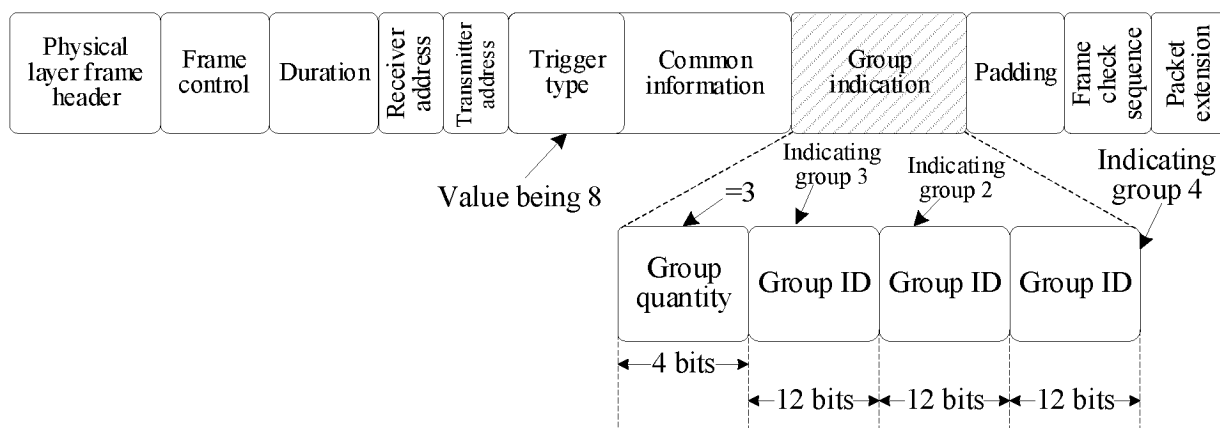 Physical
layer frame
header
Frame
control
Duration
Receiver
address
Transmitter
address
Trigger
type
Common
information
Group
indication
Padding
Frame
check
sequence
Packet
extension
Value being 8
=3
Indicating
group 3
Indicating
group 2
Indicating
group 4
Group
quantity
Group ID
Group ID
Group ID
4 bits
12 bits
12 bits
12 bits